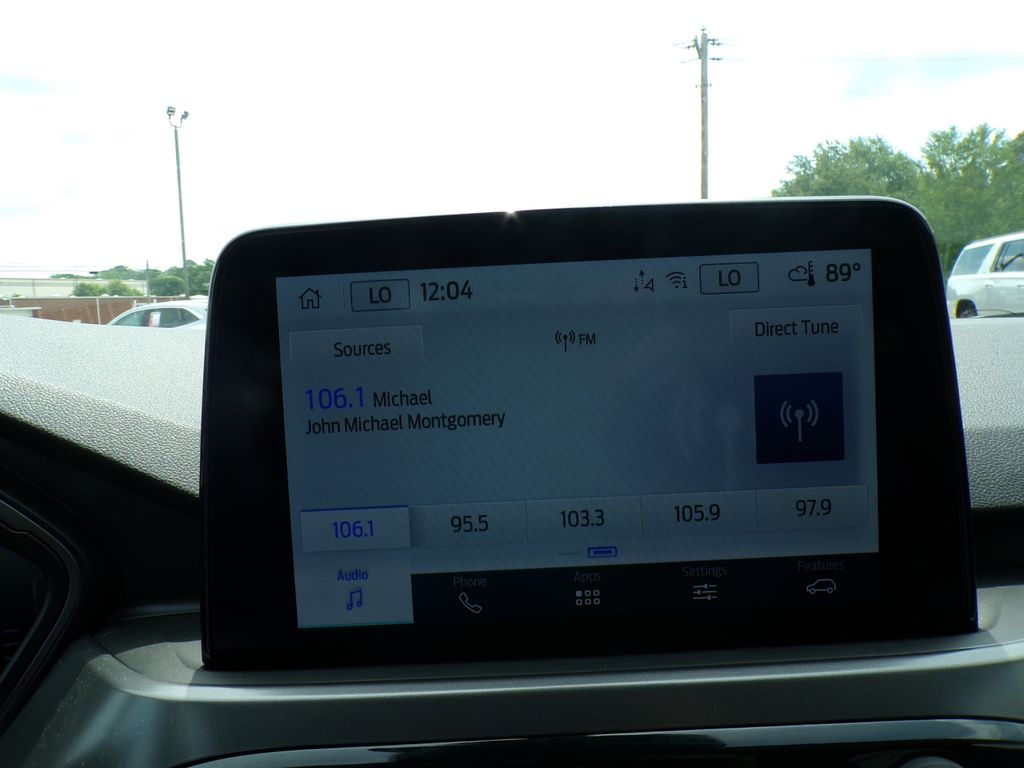 LO 12:04 LO 89°
Sources FM Direct Tune
106.1 Michael
John Michael Montgomery
106.1 95.5 103.3 105.9 97.9
Audio Phone Apps Settings Features